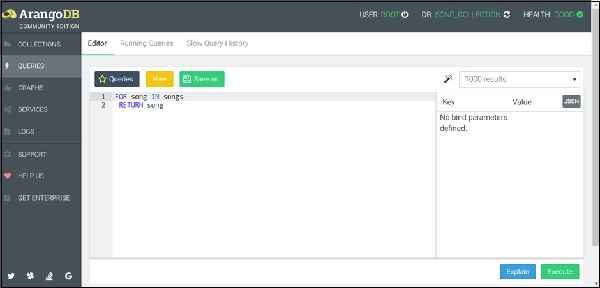 ArangoDB
COMMUNITY EDITION
USER: ROOT
DB: SONG_COLLECTION
HEALTH: GOOD
COLLECTIONS
QUERIES
GRAPHS
SERVICES
LOGS
SUPPORT
HELP US
GET ENTERPRISE
Editor Running Queries Slow Query History
Queries New Save as
1000 results
1 FOR song IN songs
2 RETURN song
Key Value JSON
No bind parameters
defined.
Explain Execute